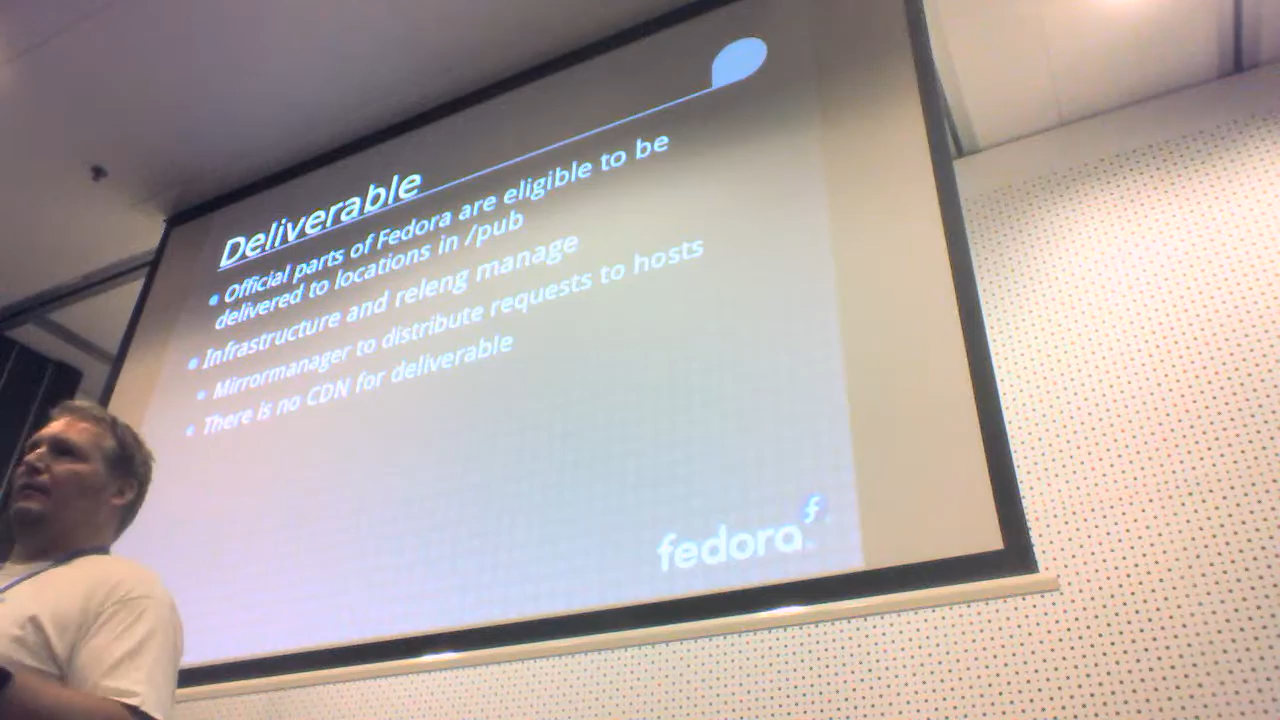 Deliverable
Official parts of Fedora are eligible to be
delivered to locations in /pub
Infrastructure and releng manage
Mirrormanager to distribute requests to hosts
There is no CDN for deliverable
fedora